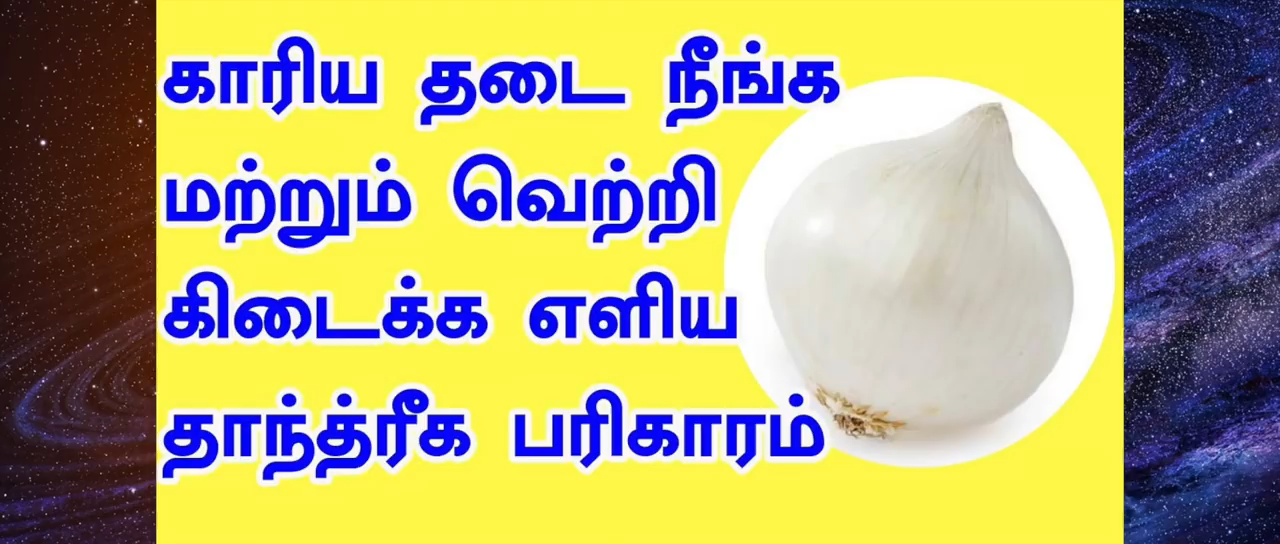 காரிய தடை நீங்க
மற்றும் வெற்றி
கிடைக்க எளிய
தாந்த்ரீக பரிகாரம்